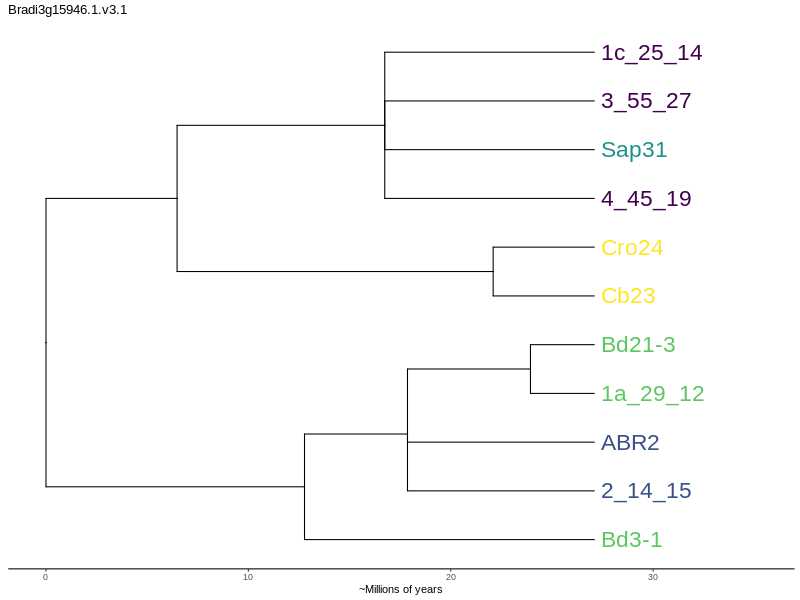 Bradi3g15946.1.v3.1
1c_25_14
3_55_27
Sap31
4_45_19
Cro24
Cb23
Bd21-3
1a_29_12
ABR2
2_14_15
Bd3-1
0 10 20 30
~Millions of years